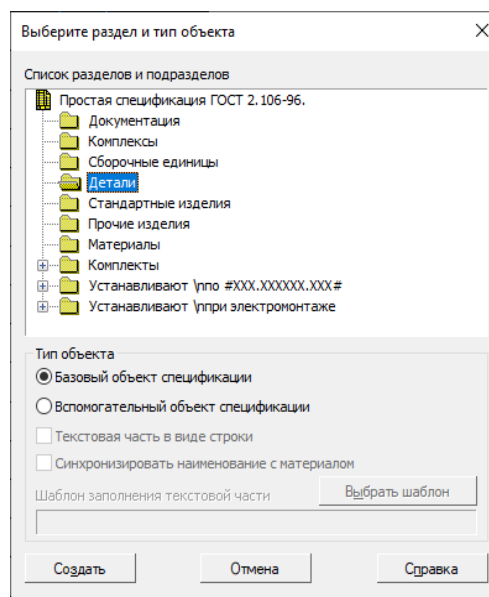 Выберите раздел и тип объекта
Список разделов и подразделов
Простая спецификация ГОСТ 2.106-96.
Документация
Комплексы
Сборочные единицы
Детали
Стандартные изделия
Прочие изделия
Материалы
Комплекты
Устанавливают \nпо #XXX.XXXXXX.XXX#
Устанавливают \nпри электромонтаже
Тип объекта
Базовый объект спецификации
Вспомогательный объект спецификации
Текстовая часть в виде строки
Синхронизировать наименование с материалом
Шаблон заполнения текстовой части
Выбрать шаблон
Создать
Отмена
Справка